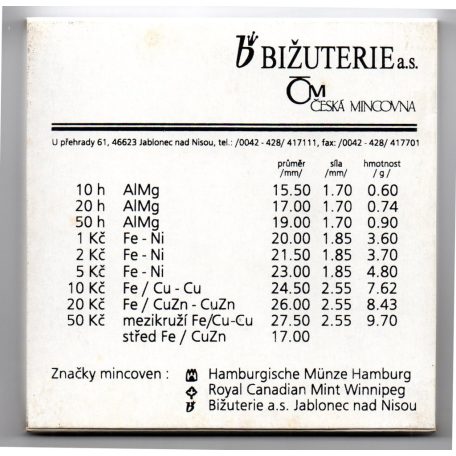 BIŽUTERIE a.s.
ČM ČESKÁ MINCOVNA
U přehrady 61, 46623 Jablonec nad Nisou, tel.: /0042 - 428/ 417111, fax: /0042 - 428/ 417701
průměr síla hmotnost
/mm/ /mm/ / g /
10 h AlMg 15.50 1.70 0.60
20 h AlMg 17.00 1.70 0.74
50 h AlMg 19.00 1.70 0.90
1 Kč Fe - Ni 20.00 1.85 3.60
2 Kč Fe - Ni 21.50 1.85 3.70
5 Kč Fe - Ni 23.00 1.85 4.80
10 Kč Fe / Cu - Cu 24.50 2.55 7.62
20 Kč Fe / CuZn - CuZn 26.00 2.55 8.43
50 Kč mezikruží Fe/Cu-Cu 27.50 2.55 9.70
střed Fe / CuZn 17.00
Značky mincoven : Hamburgische Münze Hamburg
Royal Canadian Mint Winnipeg
Bižuterie a.s. Jablonec nad Nisou